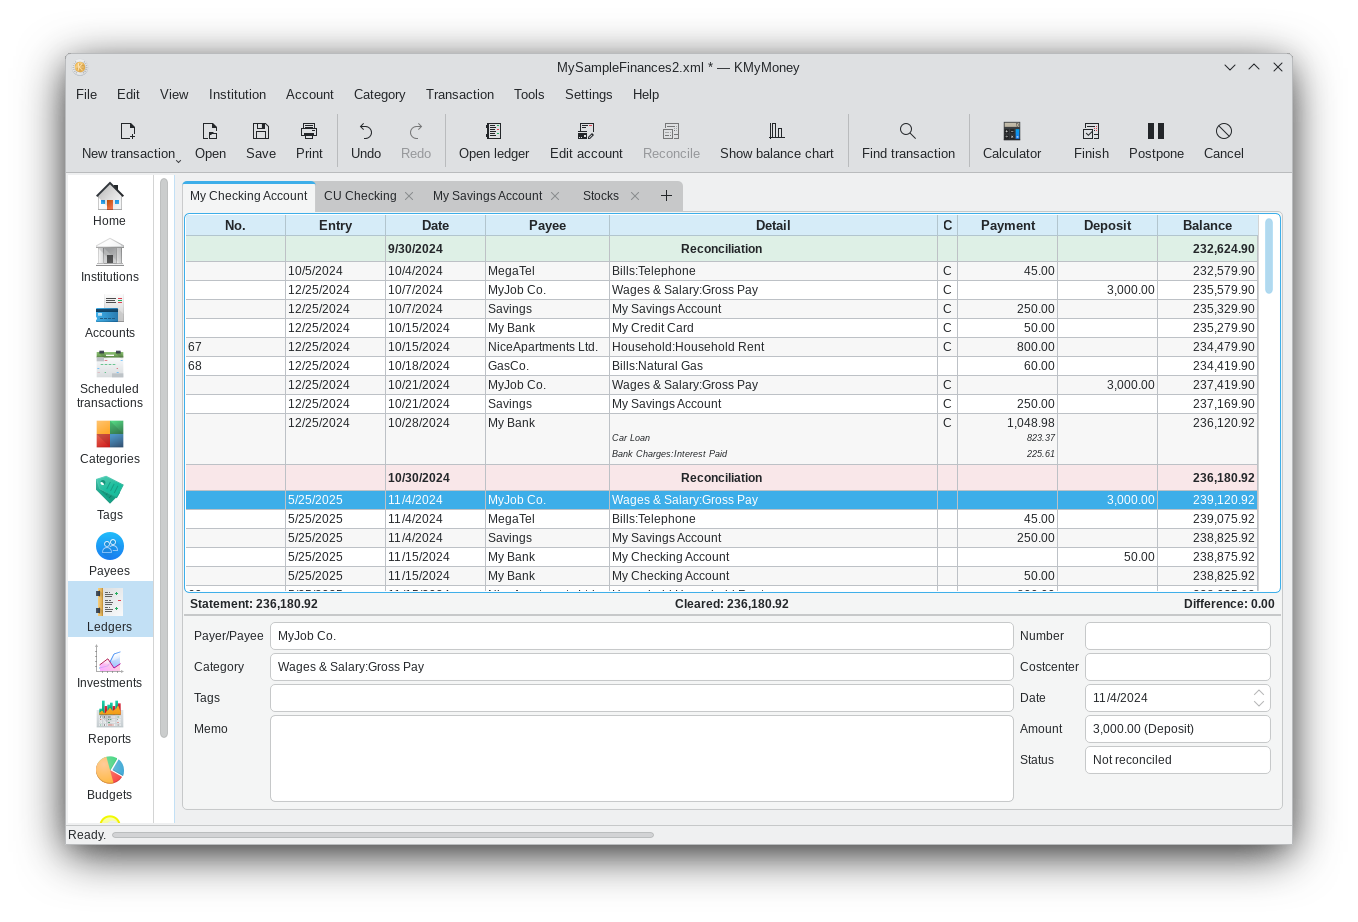 MySampleFinances2.xml * — KMyMoney
File Edit View Institution Account Category Transaction Tools Settings Help
New transaction Open Save Print Undo Redo Open ledger Edit account Reconcile Show balance chart Find transaction Calculator Finish Postpone Cancel
Home
Institutions
Accounts
Scheduled
transactions
Categories
Tags
Payees
Ledgers
Investments
Reports
Budgets
My Checking Account CU Checking My Savings Account Stocks
No. Entry Date Payee Detail C Payment Deposit Balance
9/30/2024 Reconciliation 232,624.90
10/5/2024 10/4/2024 MegaTel Bills:Telephone C 45.00 232,579.90
12/25/2024 10/7/2024 MyJob Co. Wages & Salary:Gross Pay C 3,000.00 235,579.90
12/25/2024 10/7/2024 Savings My Savings Account C 250.00 235,329.90
12/25/2024 10/15/2024 My Bank My Credit Card C 50.00 235,279.90
67 12/25/2024 10/15/2024 NiceApartments Ltd. Household:Household Rent C 800.00 234,479.90
68 12/25/2024 10/18/2024 GasCo. Bills:Natural Gas 60.00 234,419.90
12/25/2024 10/21/2024 MyJob Co. Wages & Salary:Gross Pay C 3,000.00 237,419.90
12/25/2024 10/21/2024 Savings My Savings Account C 250.00 237,169.90
12/25/2024 10/28/2024 My Bank C 1,048.98 236,120.92
Car Loan 823.37
Bank Charges:Interest Paid 225.61
10/30/2024 Reconciliation 236,180.92
5/25/2025 11/4/2024 MyJob Co. Wages & Salary:Gross Pay 3,000.00 239,120.92
5/25/2025 11/4/2024 MegaTel Bills:Telephone 45.00 239,075.92
5/25/2025 11/4/2024 Savings My Savings Account 250.00 238,825.92
5/25/2025 11/15/2024 My Bank My Checking Account 50.00 238,875.92
5/25/2025 11/15/2024 My Bank My Checking Account 50.00 238,825.92
Statement: 236,180.92 Cleared: 236,180.92 Difference: 0.00
Payer/Payee MyJob Co. Number
Category Wages & Salary:Gross Pay Costcenter
Tags Date 11/4/2024
Memo Amount 3,000.00 (Deposit)
Status Not reconciled
Ready.